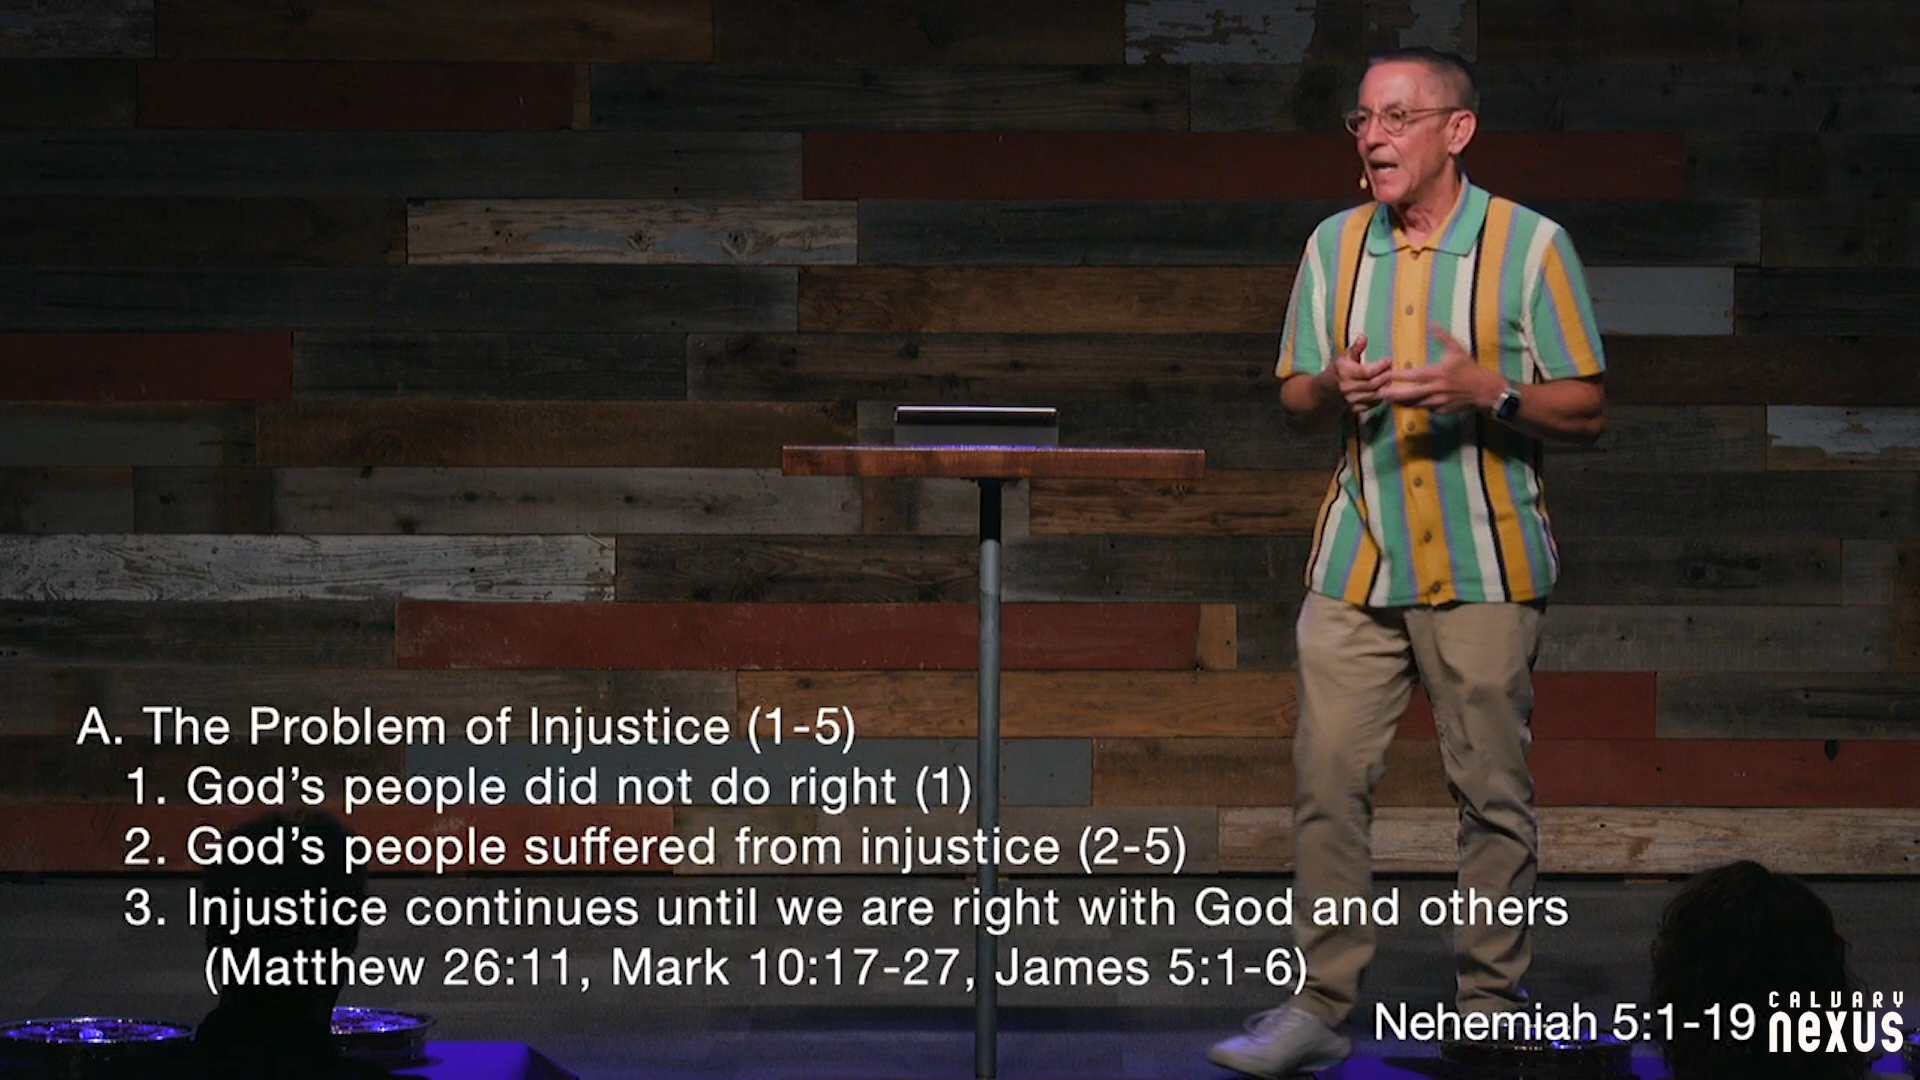 A. The Problem of Injustice (1-5)
1. God’s people did not do right (1)
2. God’s people suffered from injustice (2-5)
3. Injustice continues until we are right with God and others
(Matthew 26:11, Mark 10:17-27, James 5:1-6)
Nehemiah 5:1-19
CALVARY
nexus